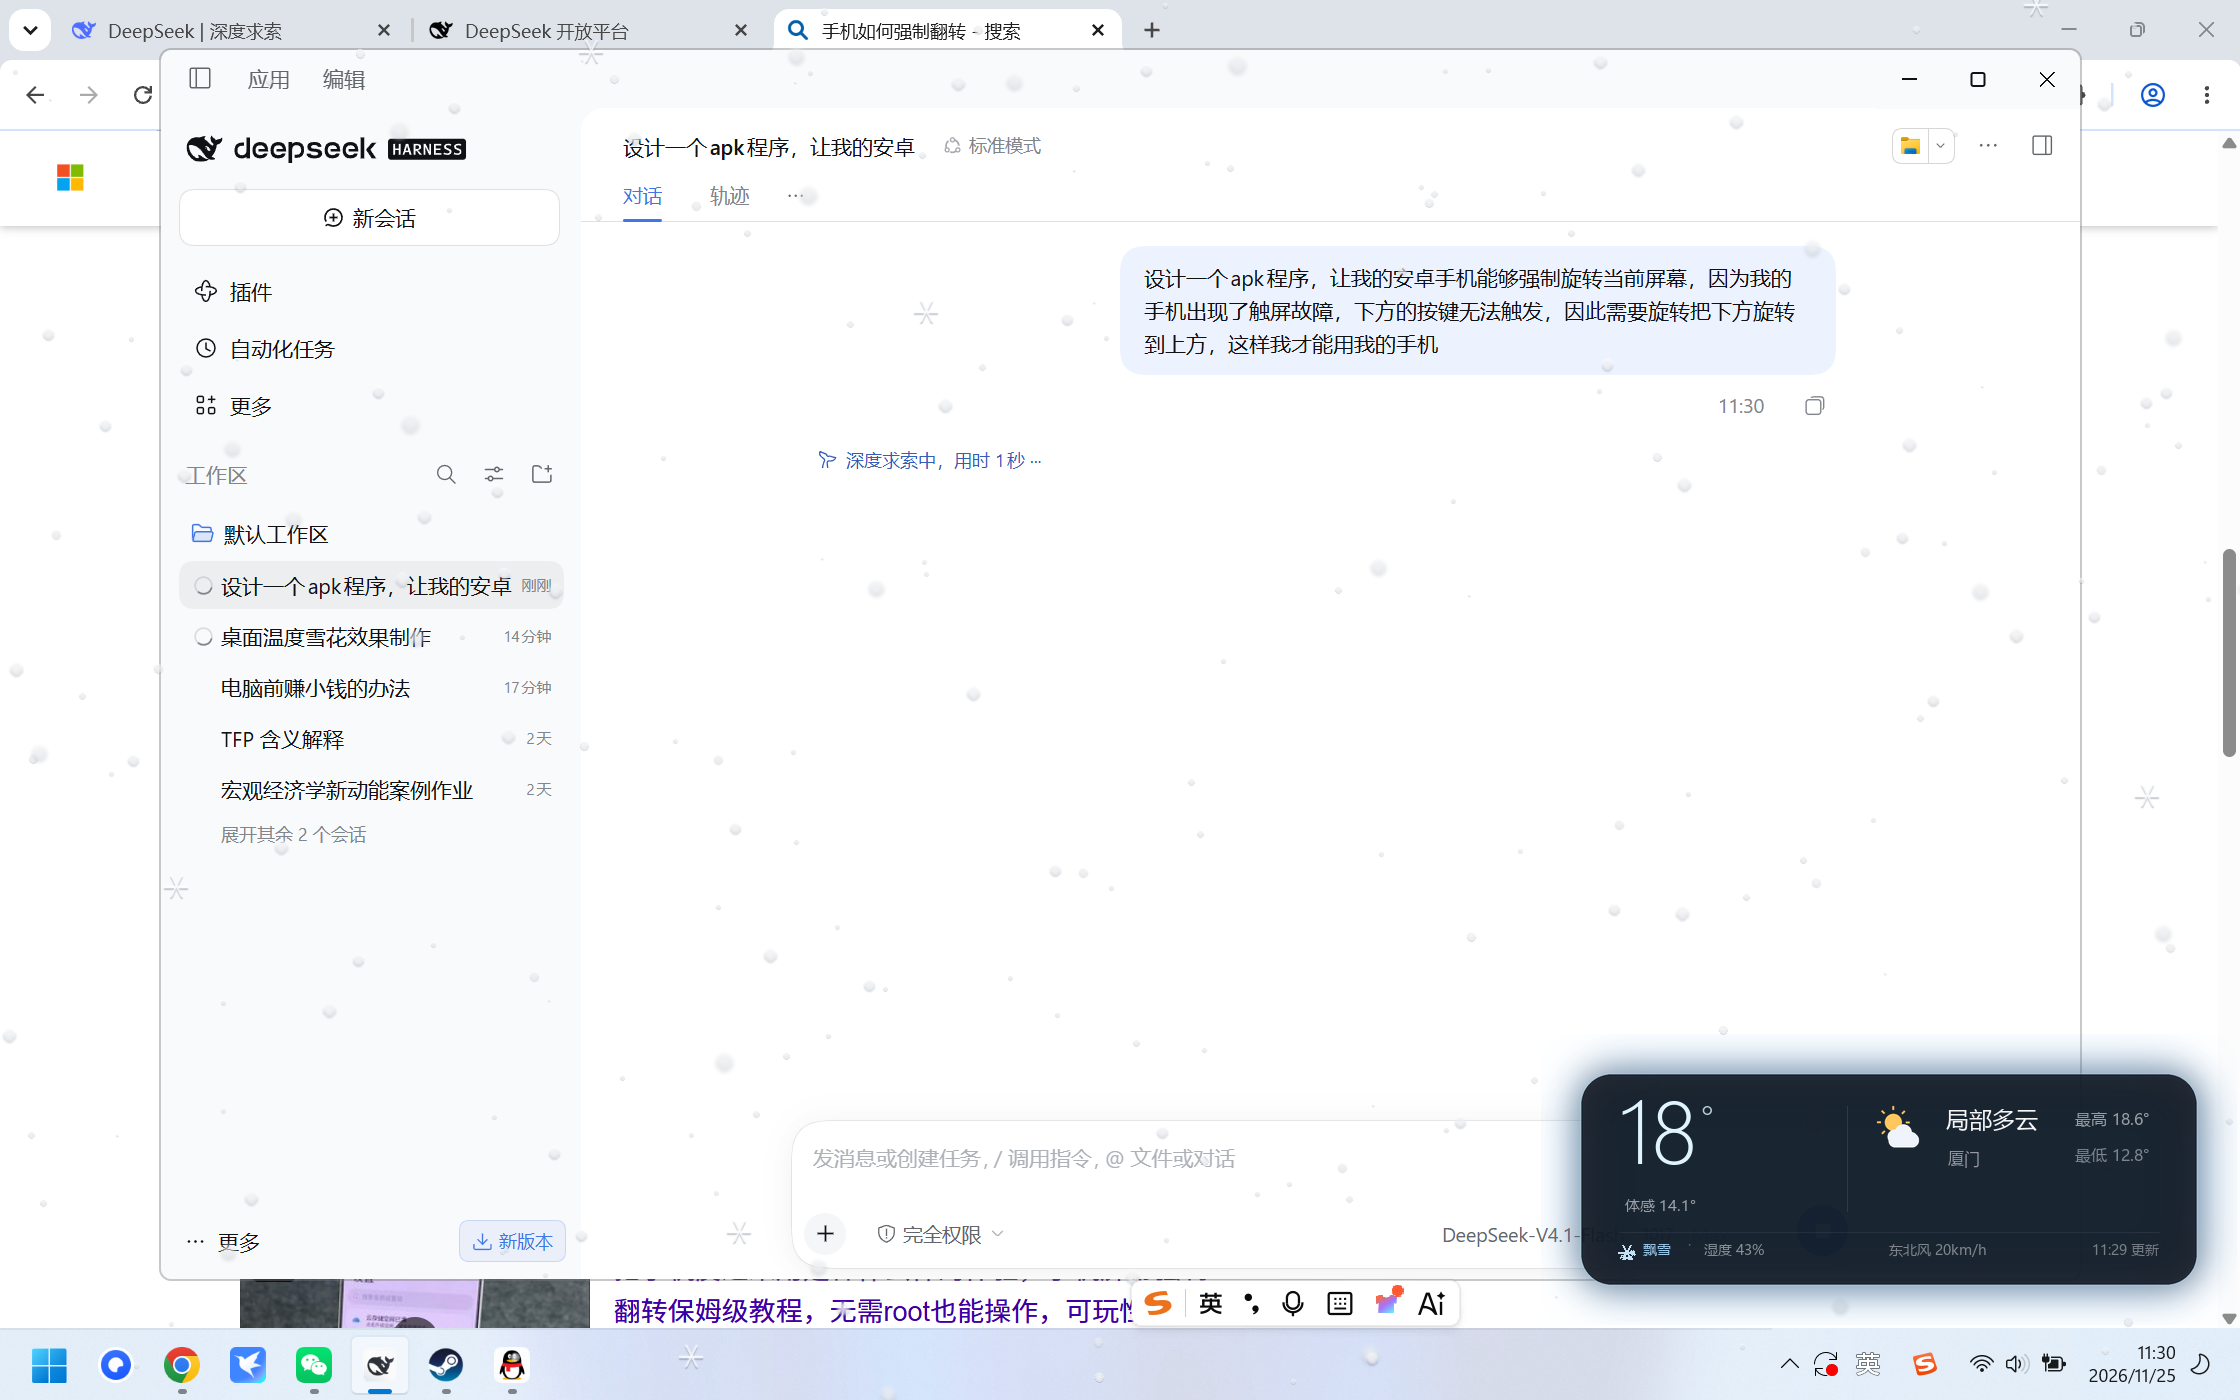 DeepSeek | 深度求索
DeepSeek 开放平台
手机如何强制翻转 - 搜索
应用
编辑
deepseek HARNESS
新会话
插件
自动化任务
更多
工作区
默认工作区
设计一个apk程序，让我的安卓 刚刚
桌面温度雪花效果制作 14分钟
电脑前赚小钱的办法 17分钟
TFP 含义解释 2天
宏观经济学新动能案例作业 2天
展开其余 2 个会话
更多
新版本
设计一个apk程序，让我的安卓
标准模式
对话
轨迹
设计一个apk程序，让我的安卓手机能够强制旋转当前屏幕，因为我的
手机出现了触屏故障，下方的按键无法触发，因此需要旋转把下方旋转
到上方，这样我才能用我的手机
11:30
深度求索中，用时 1秒 ...
发消息或创建任务, / 调用指令, @ 文件或对话
完全权限
DeepSeek-V4.1-Flash
18°
体感 14.1°
局部多云
厦门
最高 18.6°
最低 12.8°
飘雪 · 湿度 43%
东北风 20km/h
11:29 更新
翻转保姆级教程，无需root也能操作，可玩性
英
Ai
英
11:30
2026/11/25